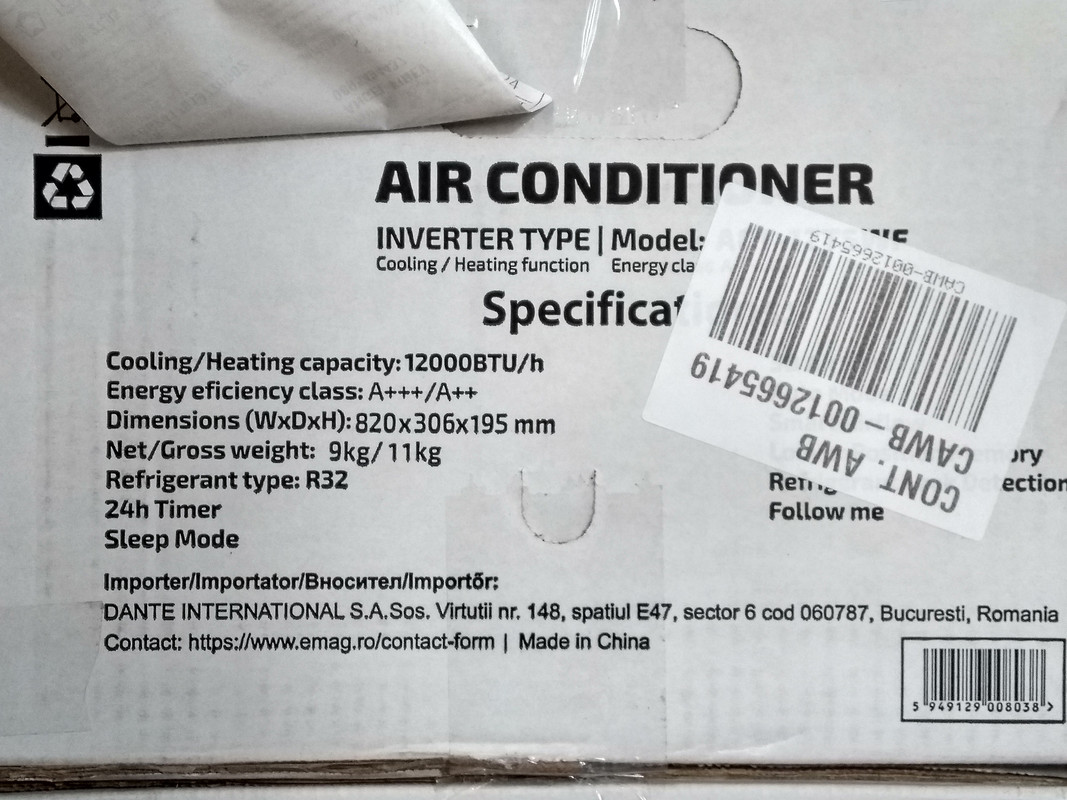 AIR CONDITIONER
INVERTER TYPE | Model:
Cooling / Heating function Energy
Cooling/Heating capacity: 12000BTU/h
Energy eficiency class: A+++/A++
Dimensions (WxDxH): 820x306x195 mm
Net/Gross weight: 9kg/11kg
Refrigerant type: R32
24h Timer
Sleep Mode
Follow me
CAWB-0012665419
CONT. AWB
CAWB-0012665419
Importer/Importator/Вносител/Importőr:
DANTE INTERNATIONAL S.A.Sos. Virtutii nr. 148, spatiul E47, sector 6 cod 060787, Bucuresti, Romania
Contact: https://www.emag.ro/contact-form | Made in China
5 949129 008038 >